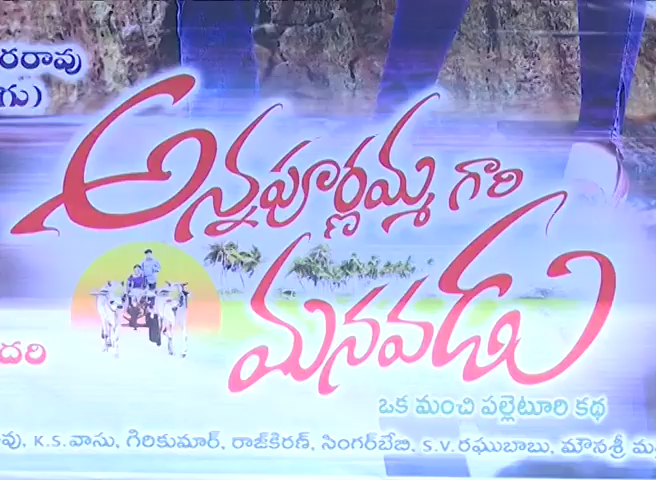 రరావు
గు)
అన్నపూర్ణమ్మ గారి
మనవడు
దరి
ఒక మంచి పల్లెటూరి కథ
వు, K.S.వాసు, గిరికుమార్, రాజ్‌కిరణ్, సింగర్‌బేబి, S.V.రఘుబాబు, మౌనశ్రీ మ